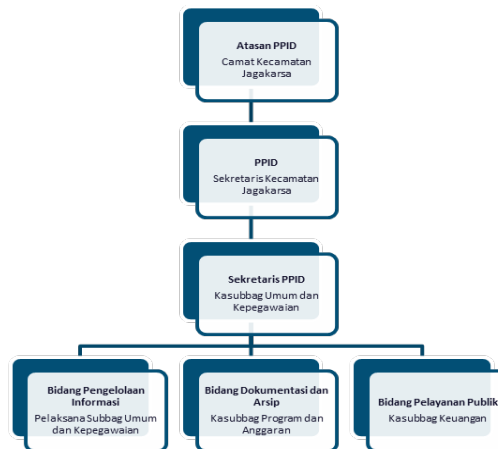 Atasan PPID
Camat Kecamatan
Jagakarsa
PPID
Sekretaris Kecamatan
Jagakarsa
Sekretaris PPID
Kasubbag Umum dan
Kepegawaian
Bidang Pengelolaan
Informasi
Pelaksana Subbag Umum
dan Kepegawaian
Bidang Dokumentasi dan
Arsip
Kasubbag Program dan
Anggaran
Bidang Pelayanan Publik
Kasubbag Keuangan